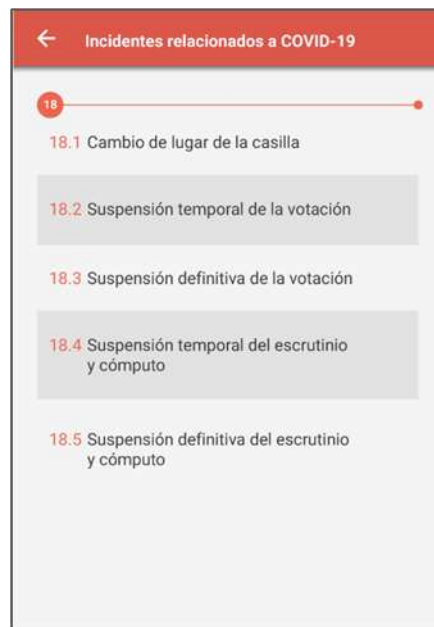 Incidentes relacionados a COVID-19
18
18.1 Cambio de lugar de la casilla
18.2 Suspensión temporal de la votación
18.3 Suspensión definitiva de la votación
18.4 Suspensión temporal del escrutinio
y cómputo
18.5 Suspensión definitiva del escrutinio
y cómputo